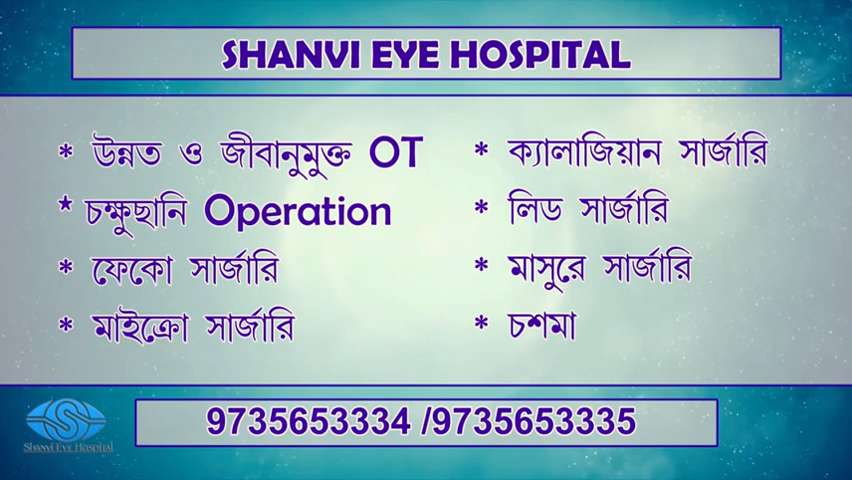 SHANVI EYE HOSPITAL
* উন্নত ও জীবানুমুক্ত OT
* চক্ষুছানি Operation
* ফেকো সার্জারি
* মাইক্রো সার্জারি
* ক্যালাজিয়ান সার্জারি
* লিড সার্জারি
* মাসুরে সার্জারি
* চশমা
9735653334 /9735653335
Shanvi Eye Hospital